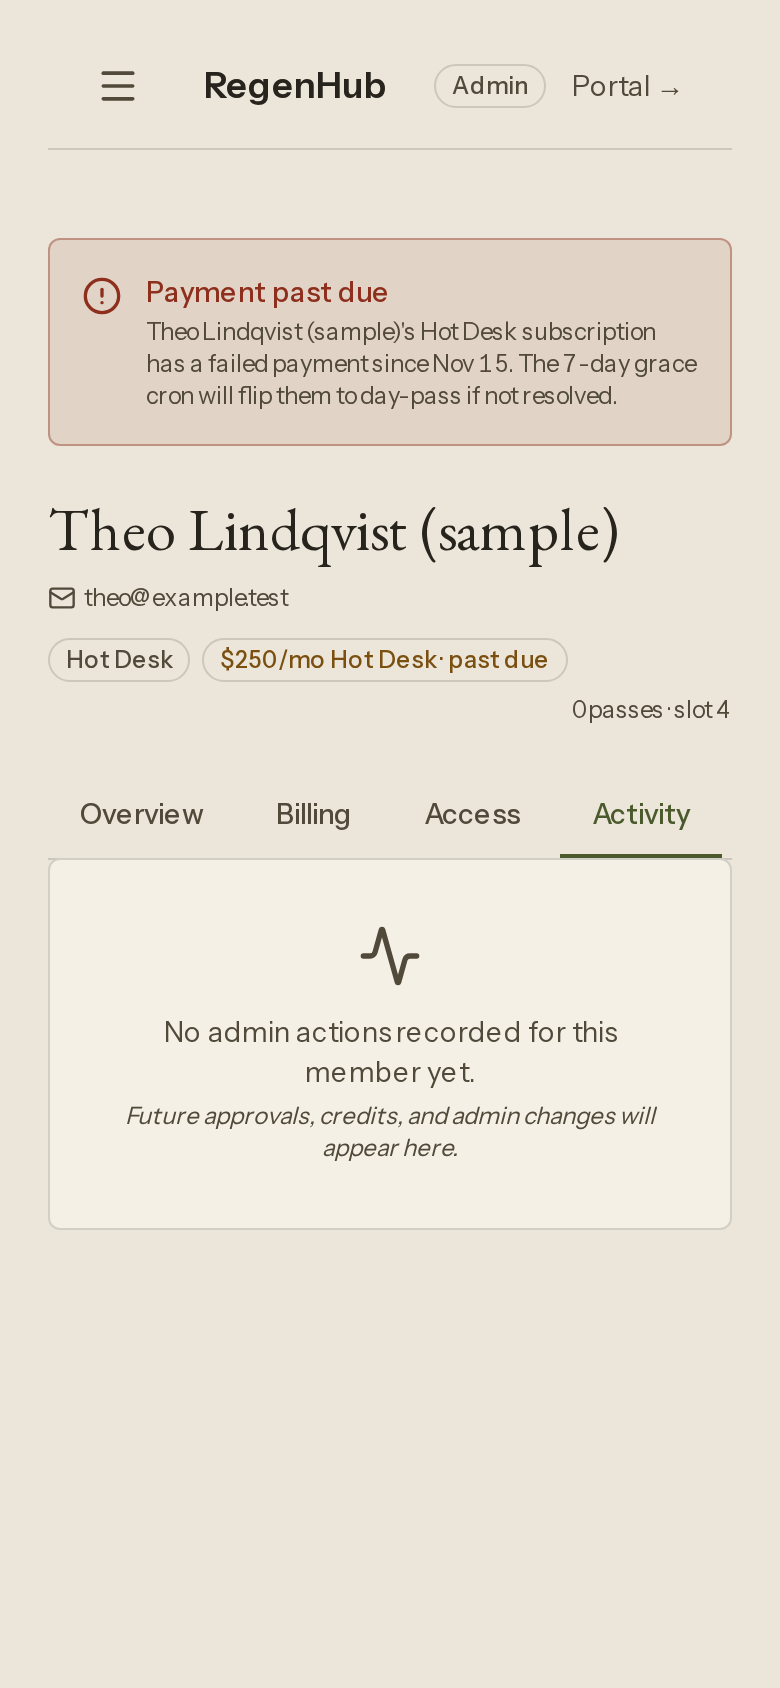 RegenHub
Admin
Portal →
Payment past due
Theo Lindqvist (sample)'s Hot Desk subscription
has a failed payment since Nov 15. The 7-day grace
cron will flip them to day-pass if not resolved.
Theo Lindqvist (sample)
theo@example.test
Hot Desk
$250/mo Hot Desk · past due
0 passes · slot 4
Overview
Billing
Access
Activity
No admin actions recorded for this
member yet.
Future approvals, credits, and admin changes will
appear here.